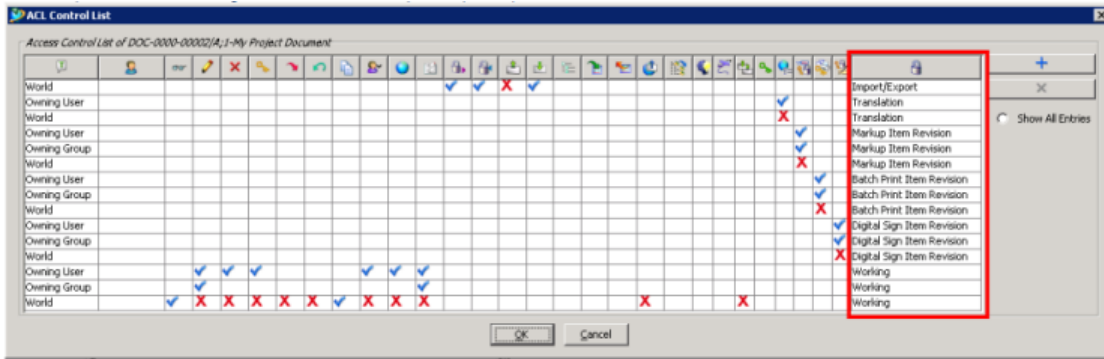 ACL Control List
Access Control List of DOC-0000-00002/A;1-My Project Document
World Import/Export
Owning User Translation
World Translation
Owning User Markup Item Revision
Owning Group Markup Item Revision
World Markup Item Revision
Owning User Batch Print Item Revision
Owning Group Batch Print Item Revision
World Batch Print Item Revision
Owning User Digital Sign Item Revision
Owning Group Digital Sign Item Revision
World Digital Sign Item Revision
Owning User Working
Owning Group Working
World Working
Show All Entries
OK Cancel